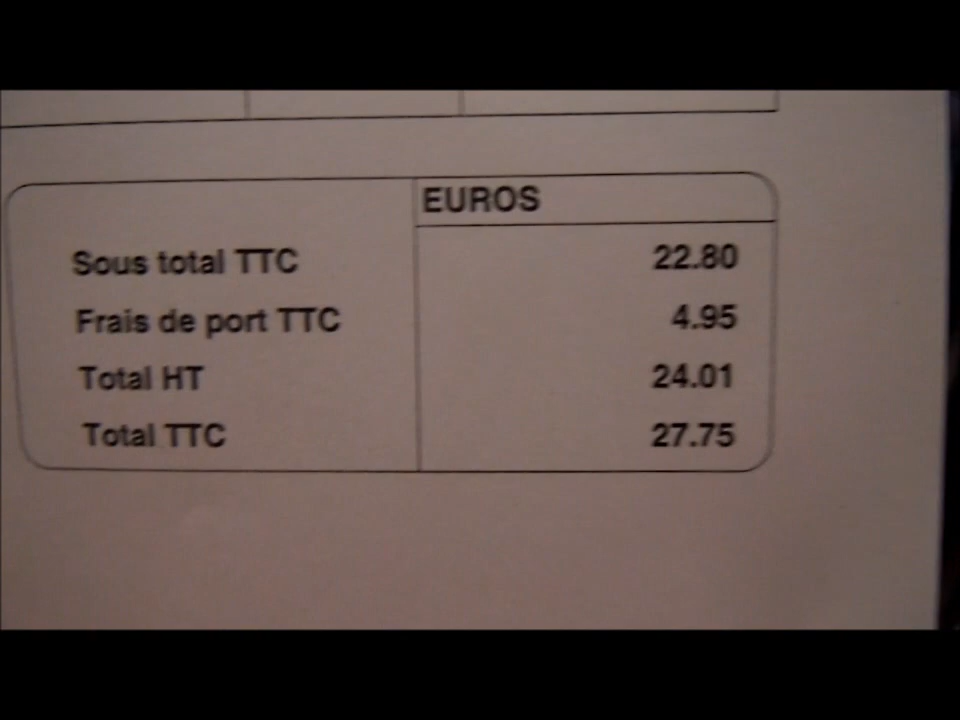 EUROS
Sous total TTC 22.80
Frais de port TTC 4.95
Total HT 24.01
Total TTC 27.75